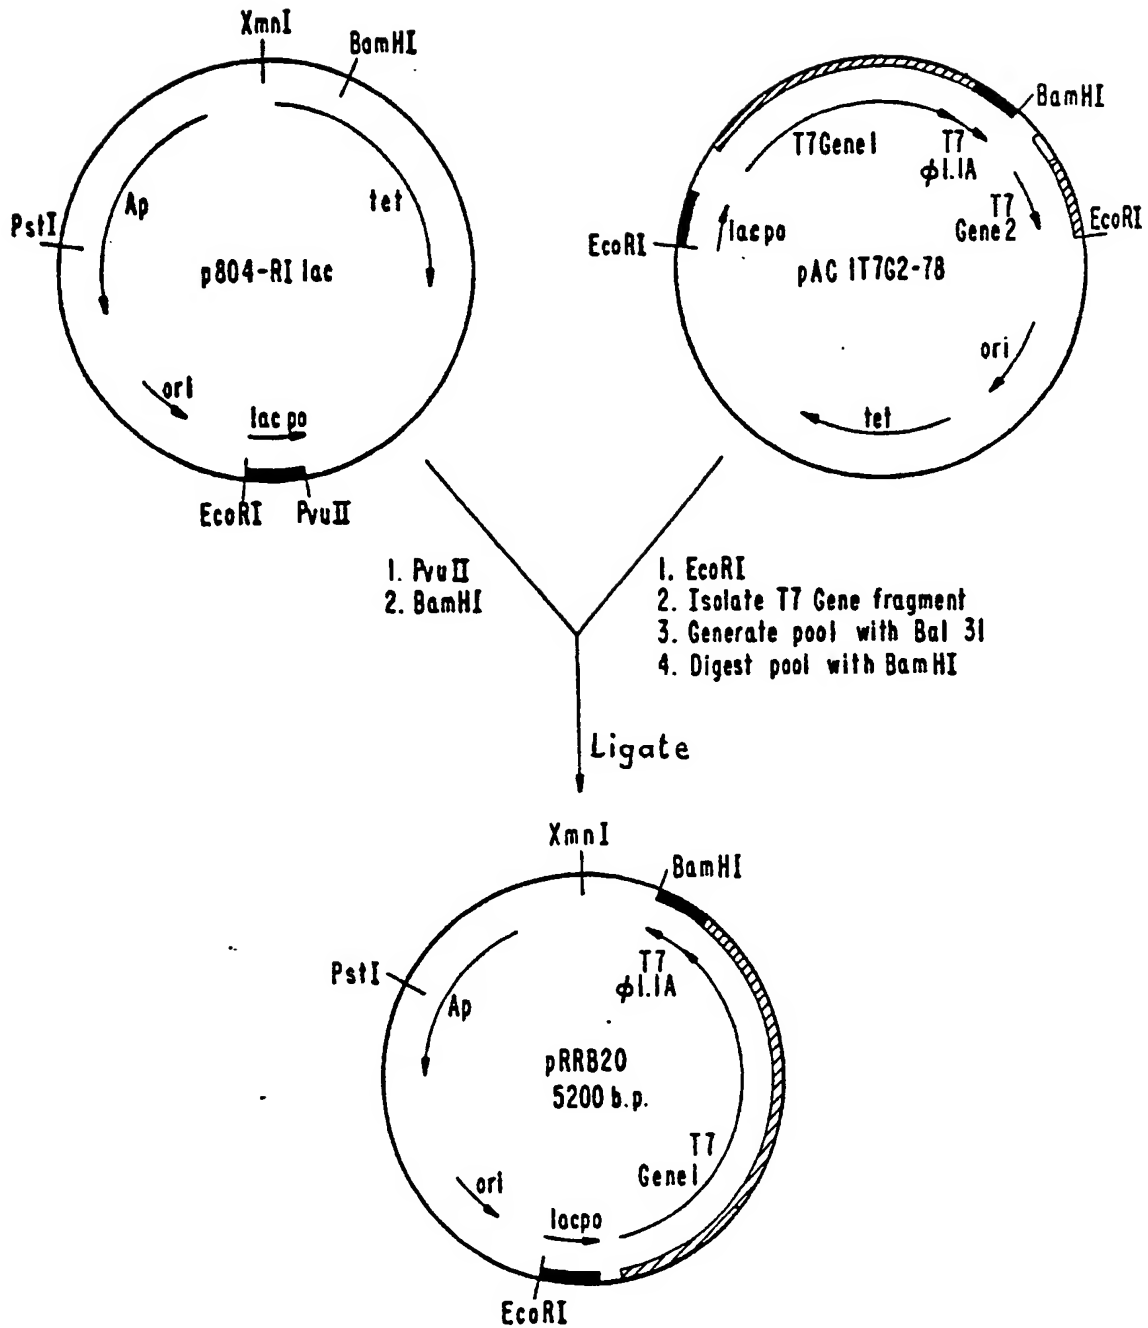 XmnI
BamHI
PstI
Ap
tet
p804-RI lac
ori
lac po
EcoRI
PvuII
BamHI
T7Gene1
T7
φ1.1A
T7
Gene2
EcoRI
lac po
EcoRI
pAC 1T7G2-78
ori
tet
1. PvuII
2. BamHI
1. EcoRI
2. Isolate T7 Gene fragment
3. Generate pool with Bal 31
4. Digest pool with BamHI
Ligate
XmnI
BamHI
PstI
Ap
T7
φ1.1A
pRRB20
5200 b.p.
T7
Gene1
ori
lacpo
EcoRI